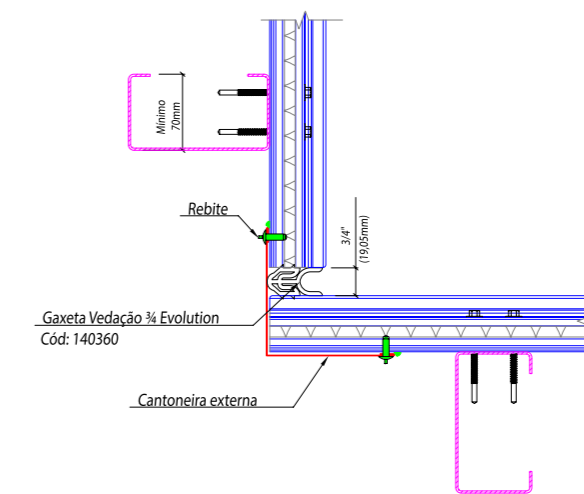 Mínimo
70mm
Rebite
3/4"
(19,05mm)
Gaxeta Vedação ¾ Evolution
Cód: 140360
Cantoneira externa